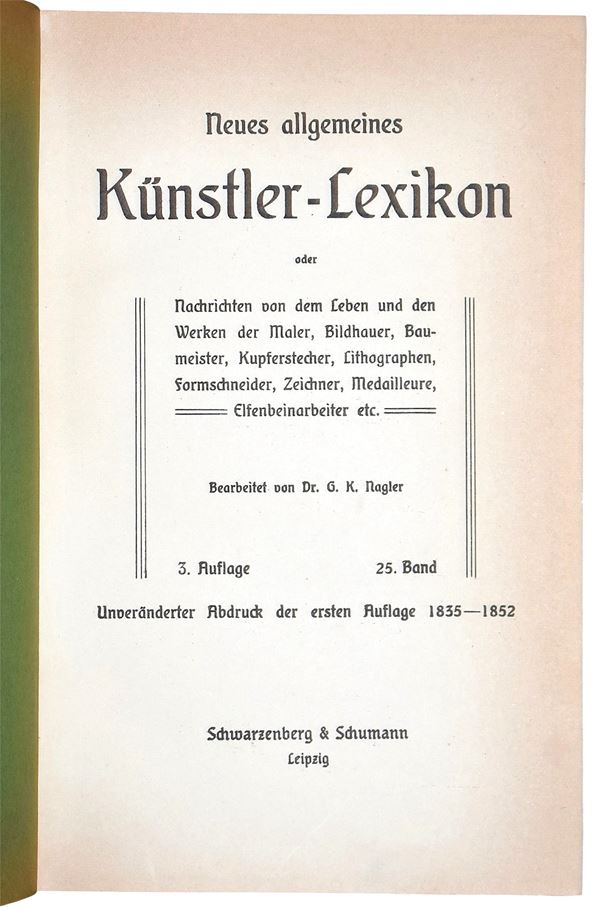 Neues allgemeines
Künstler-Lexikon
oder
Nachrichten von dem Leben und den
Werken der Maler, Bildhauer, Bau-
meister, Kupferstecher, Lithographen,
Formschneider, Zeichner, Medailleure,
Elfenbeinarbeiter etc.
Bearbeitet von Dr. G. K. Nagler
3. Auflage 25. Band
Unveränderter Abdruck der ersten Auflage 1835—1852
Schwarzenberg & Schumann
Leipzig